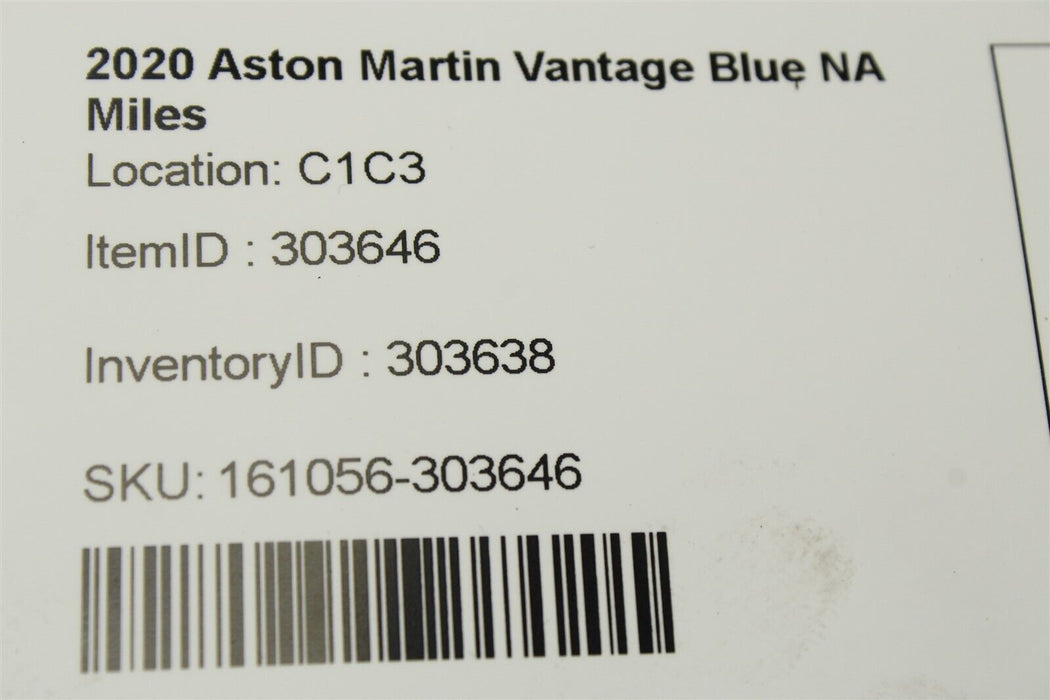 2020 Aston Martin Vantage Blue NA
Miles
Location: C1C3
ItemID : 303646
InventoryID : 303638
SKU: 161056-303646